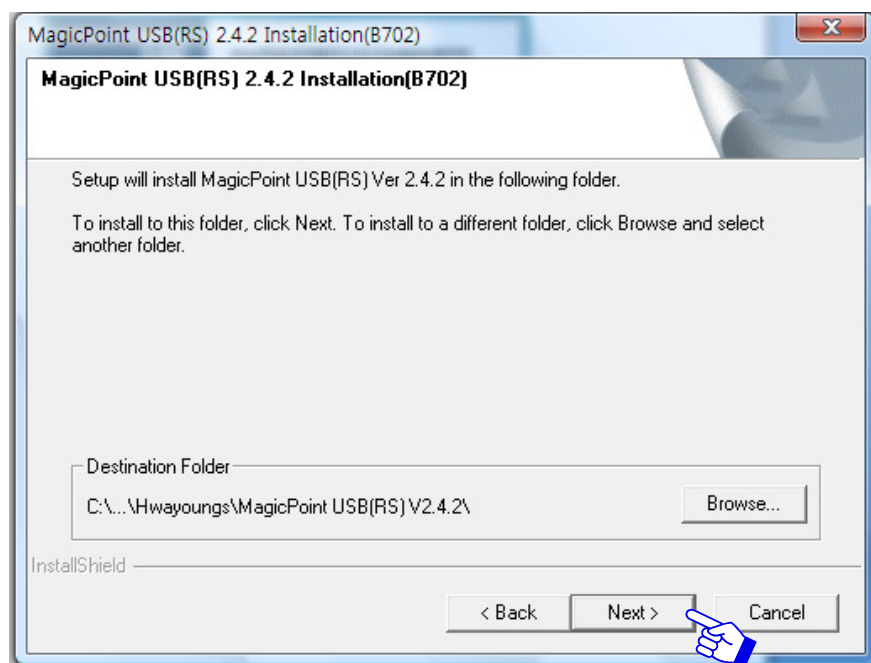 MagicPoint USB(RS) 2.4.2 Installation(B702)
MagicPoint USB(RS) 2.4.2 Installation(B702)
Setup will install MagicPoint USB(RS) Ver 2.4.2 in the following folder.
To install to this folder, click Next. To install to a different folder, click Browse and select
another folder.
Destination Folder
C:\...\Hwayoungs\MagicPoint USB(RS) V2.4.2\
Browse...
InstallShield
< Back
Next >
Cancel